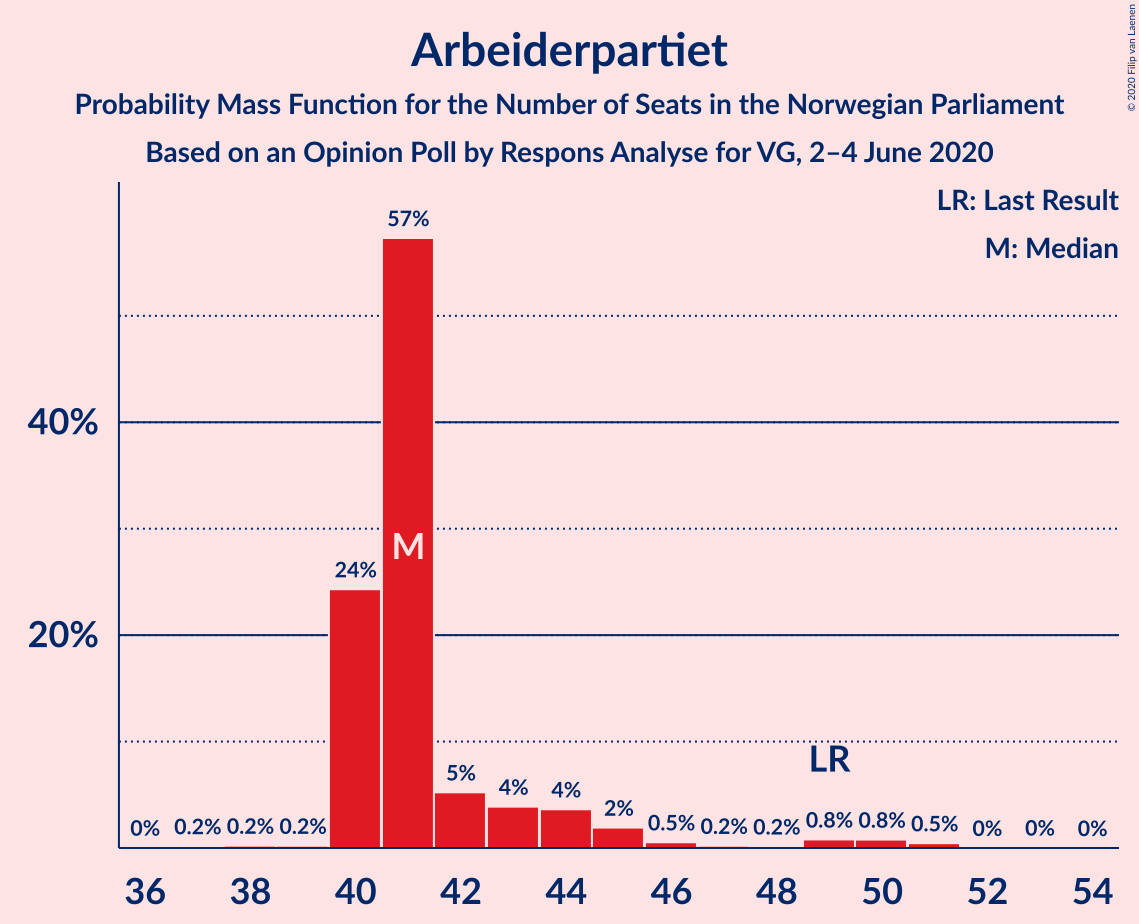 Arbeiderpartiet
Probability Mass Function for the Number of Seats in the Norwegian Parliament
Based on an Opinion Poll by Respons Analyse for VG, 2–4 June 2020
© 2020 Filip van Laenen
LR: Last Result
M: Median
57%
40%
M
24%
20%
LR
5%
4%
4%
2%
0%
0.2%
0.2%
0.2%
0.5%
0.2%
0.2%
0.8%
0.8%
0.5%
0%
0%
0%
36 38 40 42 44 46 48 50 52 54